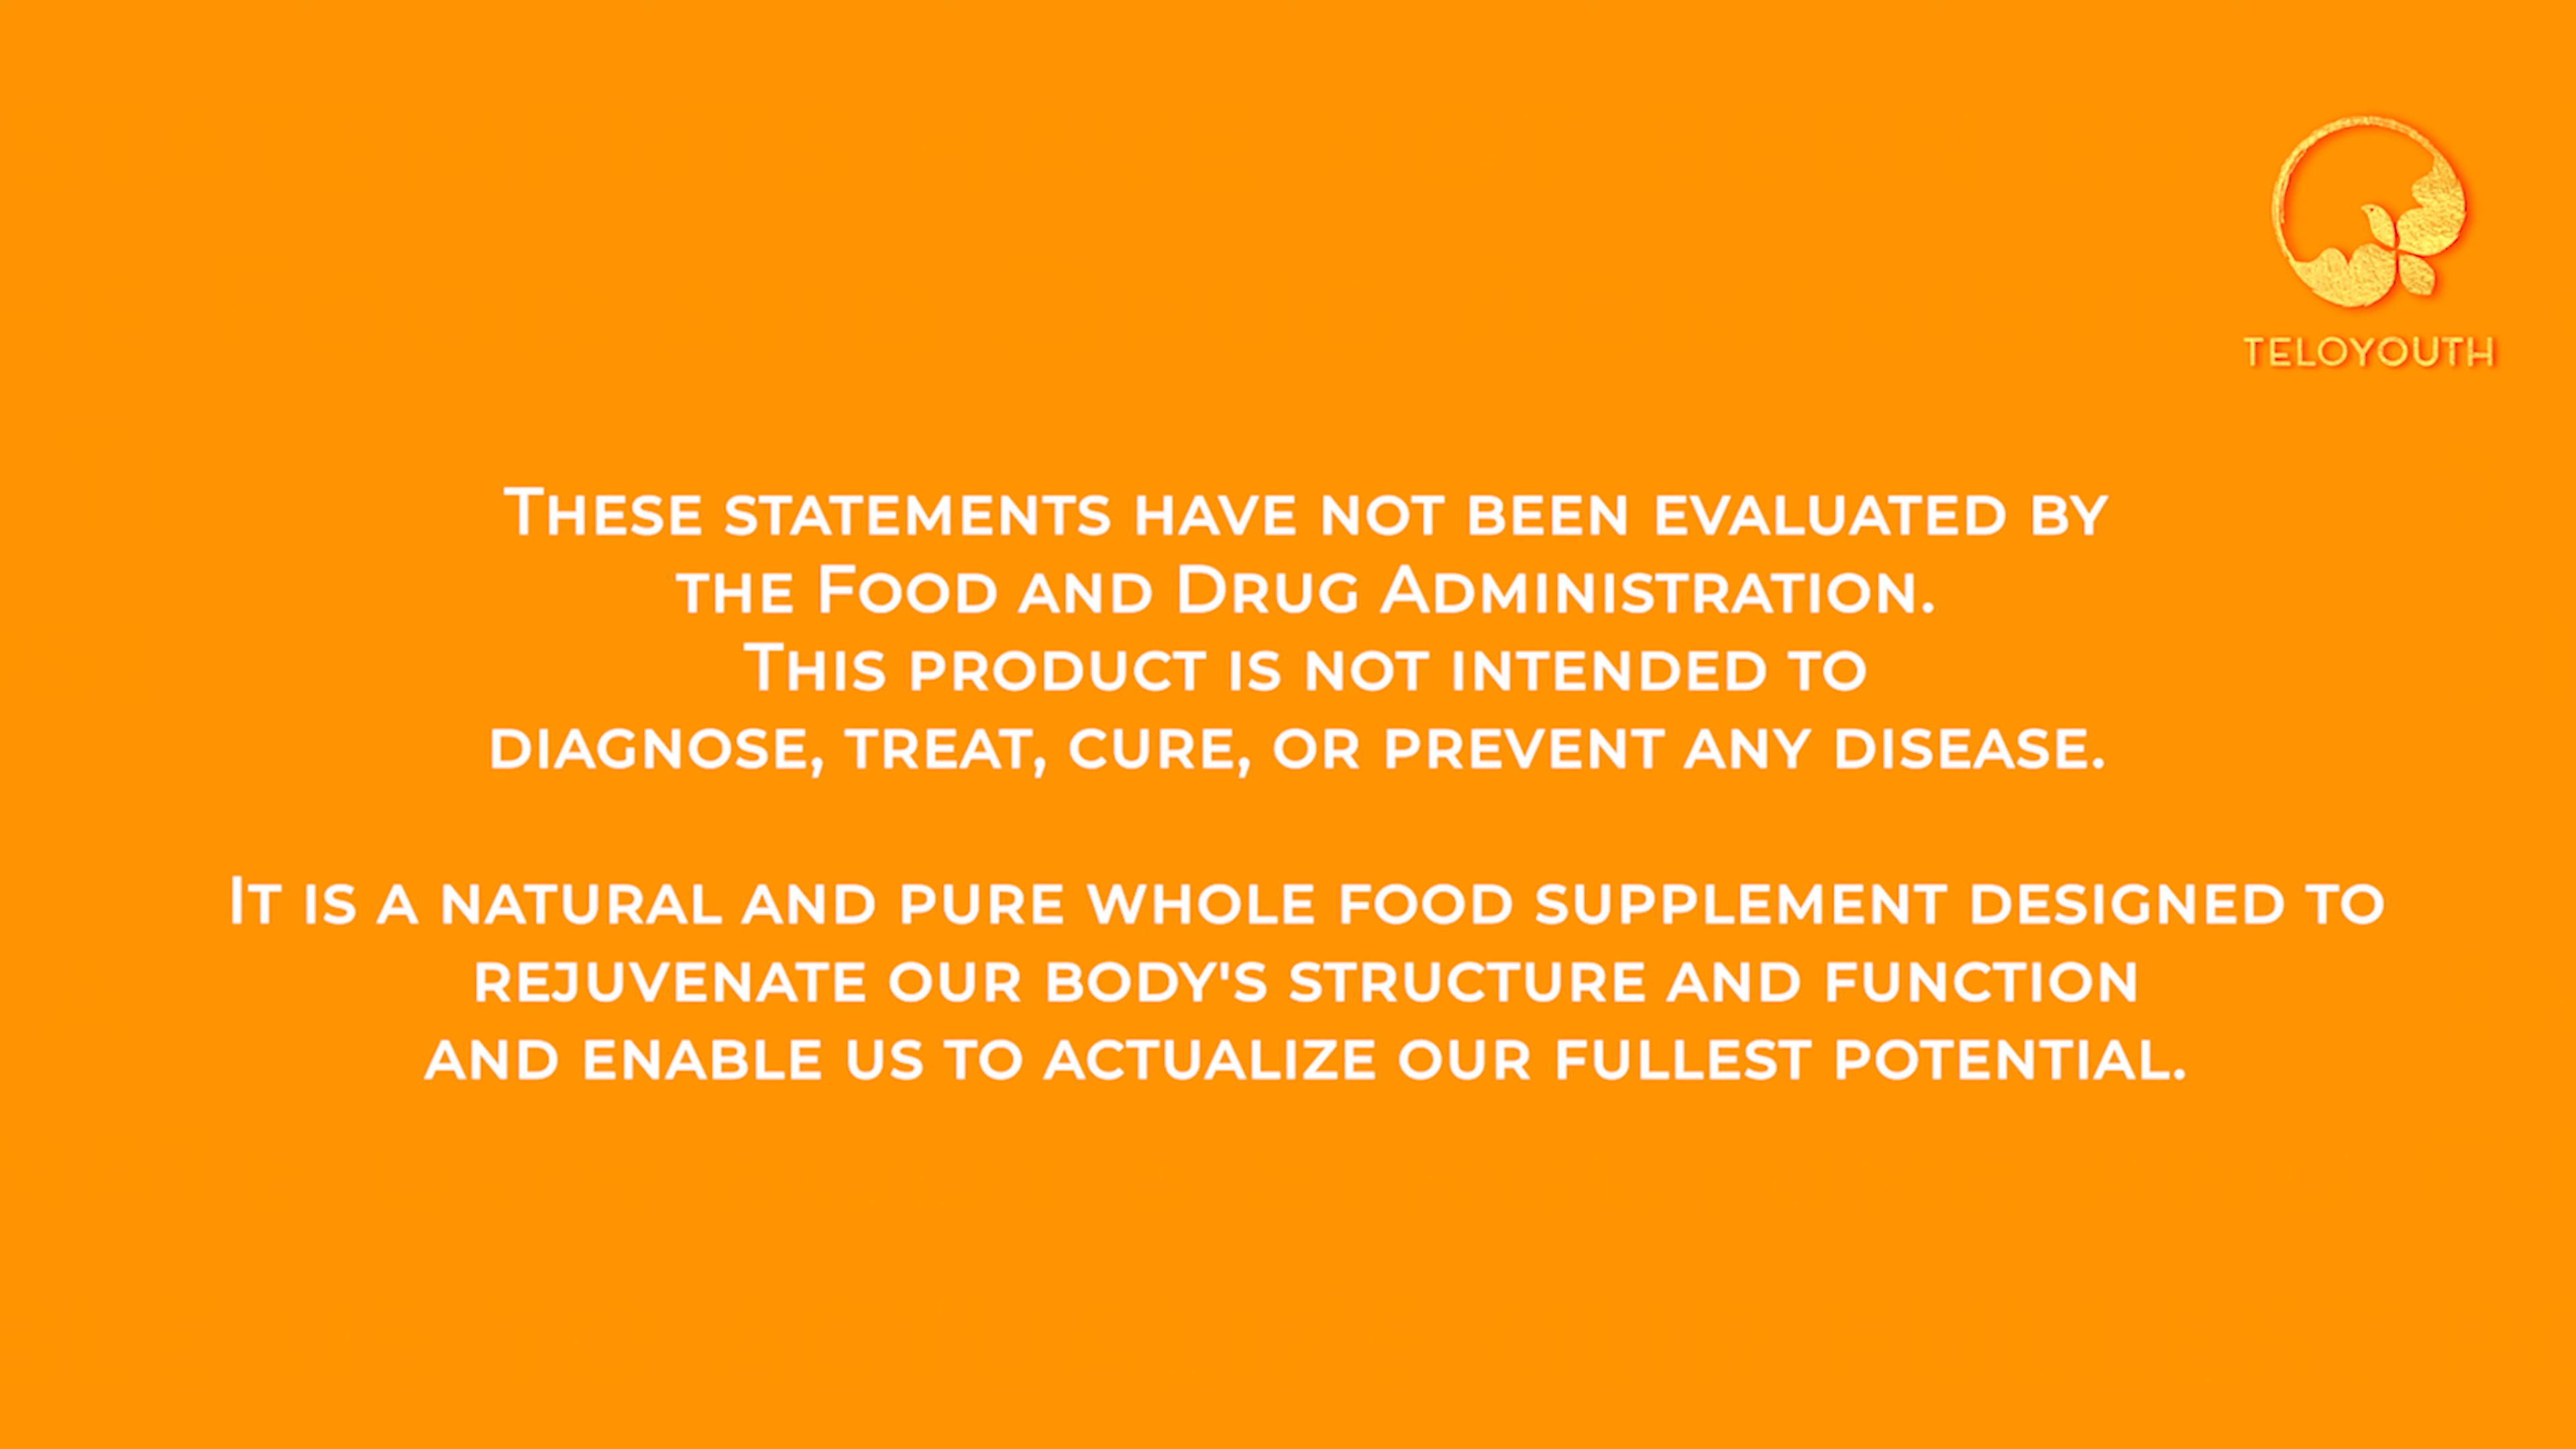 TELOYOUTH
These statements have not been evaluated by
the Food and Drug Administration.
This product is not intended to
diagnose, treat, cure, or prevent any disease.
It is a natural and pure whole food supplement designed to
rejuvenate our body's structure and function
and enable us to actualize our fullest potential.